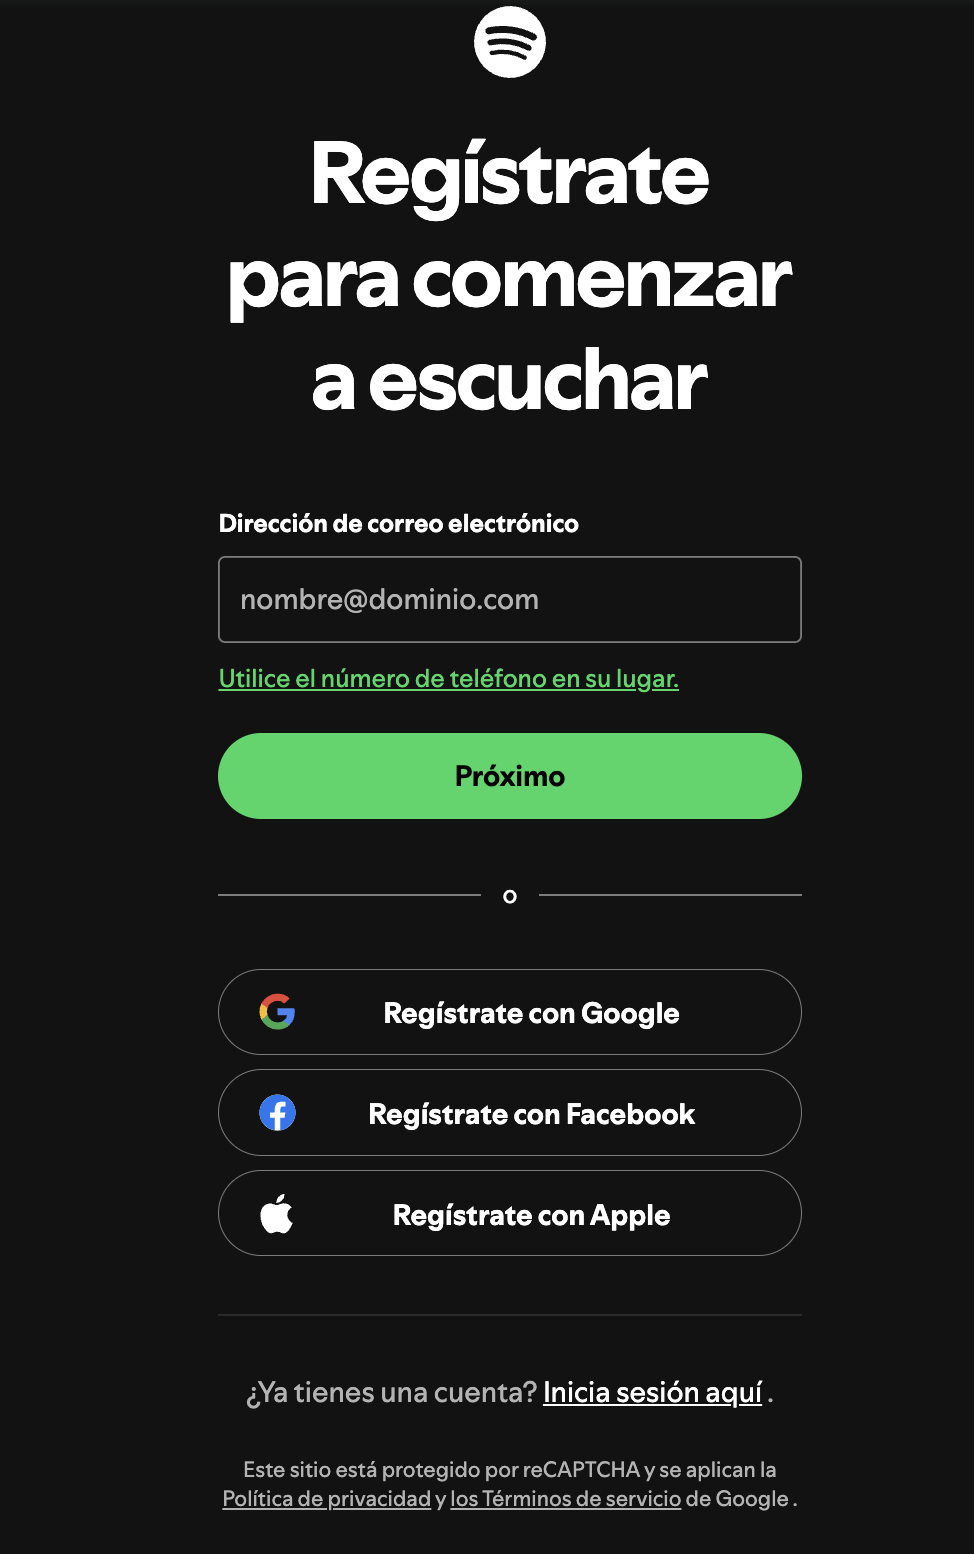 Regístrate
para comenzar
a escuchar
Dirección de correo electrónico
nombre@dominio.com
Utilice el número de teléfono en su lugar.
Próximo
o
Regístrate con Google
Regístrate con Facebook
Regístrate con Apple
¿Ya tienes una cuenta? Inicia sesión aquí .
Este sitio está protegido por reCAPTCHA y se aplican la
Política de privacidad y los Términos de servicio de Google .